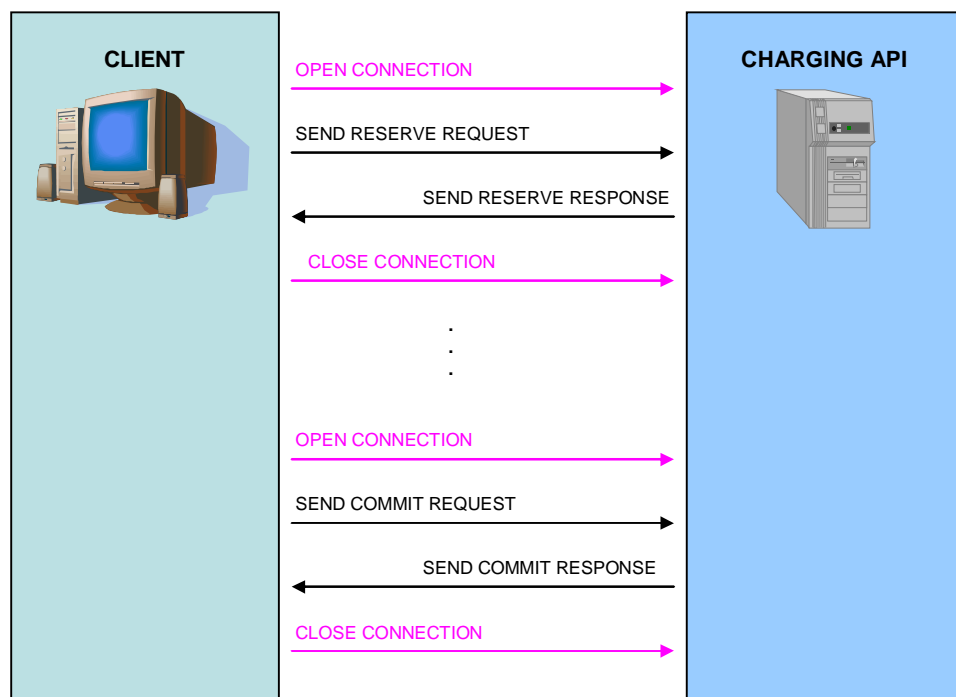 CLIENT
CHARGING API
OPEN CONNECTION
SEND RESERVE REQUEST
SEND RESERVE RESPONSE
CLOSE CONNECTION
.
.
.
OPEN CONNECTION
SEND COMMIT REQUEST
SEND COMMIT RESPONSE
CLOSE CONNECTION